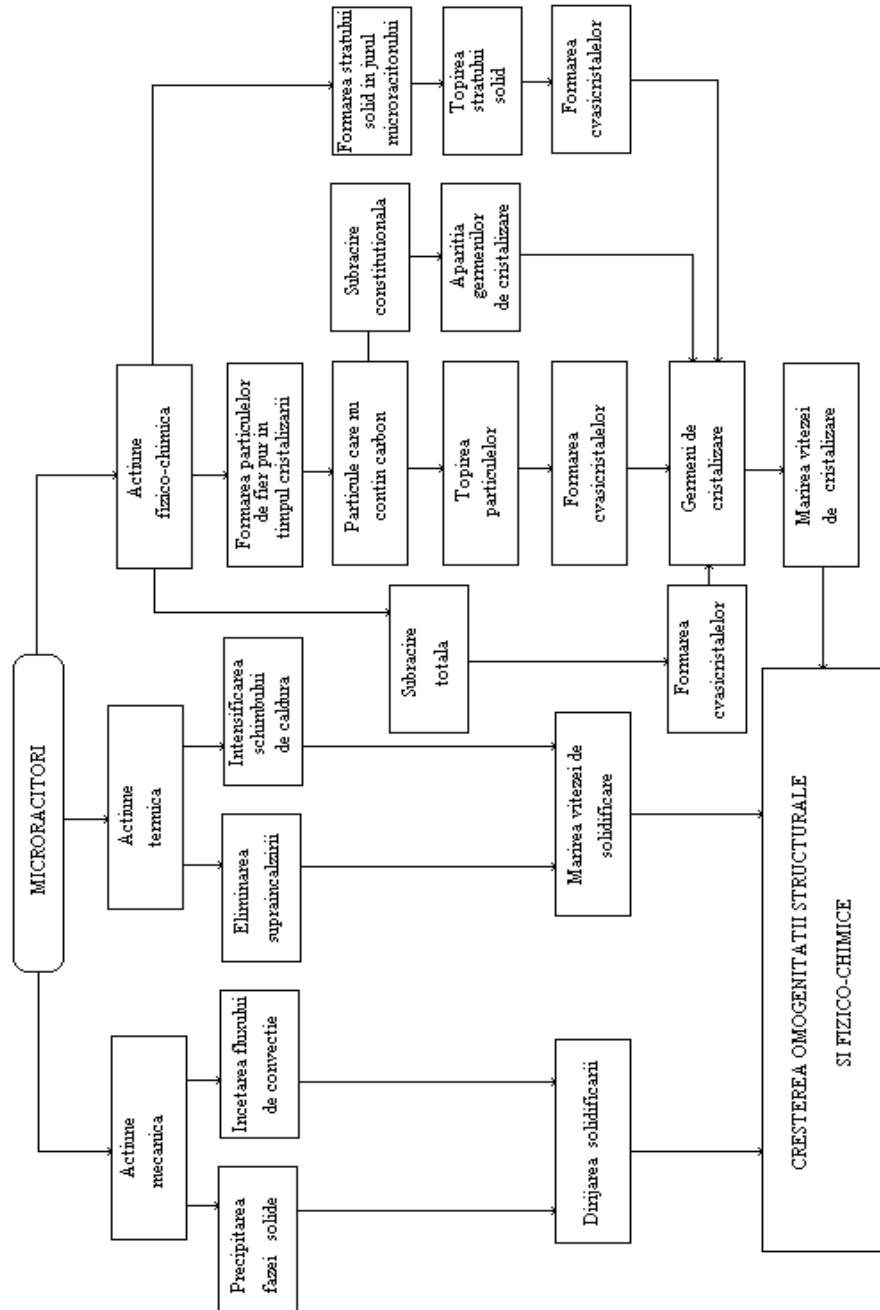 MICRORACITORI
Actiune
mecanica
Actiune
termica
Actiune
fizico-chimica
Precipitarea
fazei solide
Incetarea fluxului
de convectie
Eliminarea
supraincalzirii
Intensificarea
schimbului
de caldura
Formarea particulelor
de fier pur in
timpul cristalizarii
Formarea stratului
solid in jurul
microracitorului
Subracire
totala
Particule care nu
contin carbon
Subracire
constitutionala
Topirea
particulelor
Aparitia
germenilor
de cristalizare
Topirea
stratului
solid
Dirijarea solidificarii
Marirea vitezei de
solidificare
Formarea
cvasicristalelor
Formarea
cvasicristalelor
Formarea
cvasicristalelor
Germeni de
cristalizare
Marirea vitezei
de cristalizare
CRESTEREA OMOGENITATII STRUCTURALE
SI FIZICO-CHIMICE